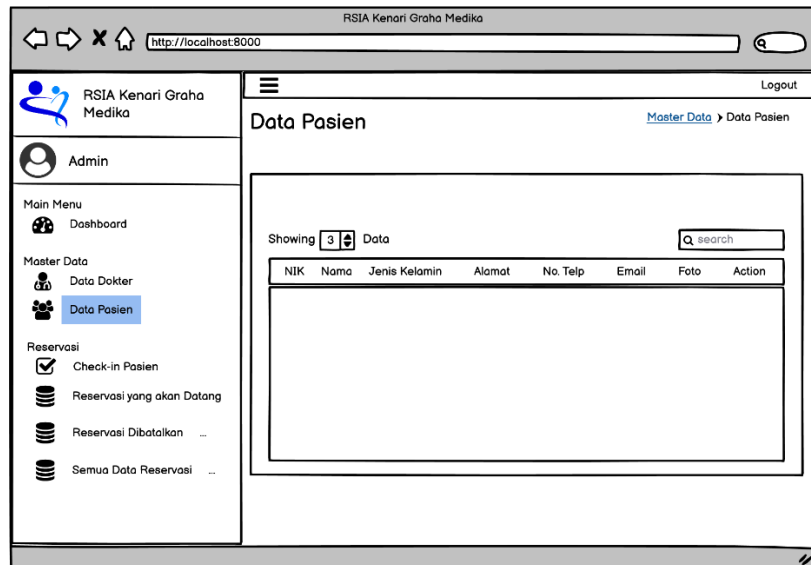 RSIA Kenari Graha Medika
http://localhost:8000
RSIA Kenari Graha
Medika
Logout
Data Pasien
Master Data > Data Pasien
Admin
Main Menu
Dashboard
Master Data
Data Dokter
Data Pasien
Reservasi
Check-in Pasien
Reservasi yang akan Datang
Reservasi Dibatalkan ...
Semua Data Reservasi ...
Showing 3 Data
search
NIK Nama Jenis Kelamin Alamat No. Telp Email Foto Action